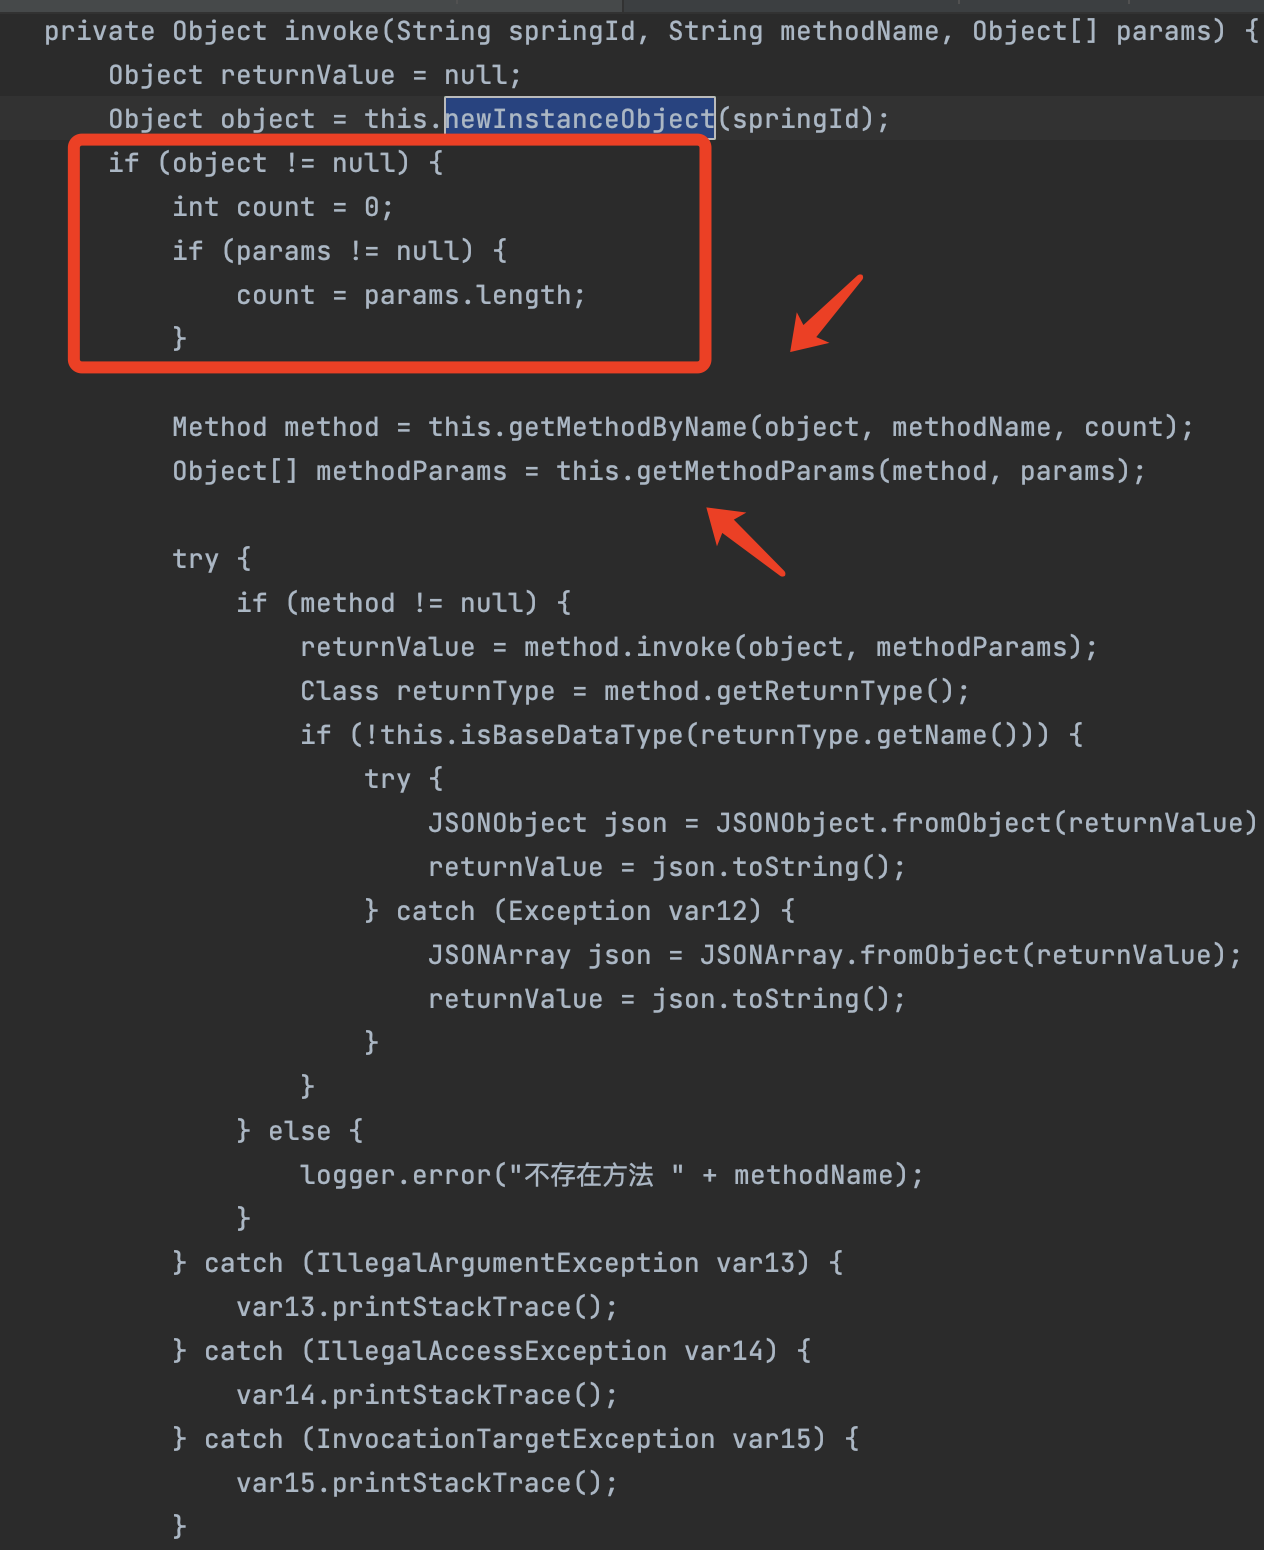 private Object invoke(String springId, String methodName, Object[] params) {
Object returnValue = null;
Object object = this.newInstanceObject(springId);
if (object != null) {
int count = 0;
if (params != null) {
count = params.length;
}
Method method = this.getMethodByName(object, methodName, count);
Object[] methodParams = this.getMethodParams(method, params);
try {
if (method != null) {
returnValue = method.invoke(object, methodParams);
Class returnType = method.getReturnType();
if (!this.isBaseDataType(returnType.getName())) {
try {
JSONObject json = JSONObject.fromObject(returnValue)
returnValue = json.toString();
} catch (Exception var12) {
JSONArray json = JSONArray.fromObject(returnValue);
returnValue = json.toString();
}
}
} else {
logger.error("不存在方法 " + methodName);
}
} catch (IllegalArgumentException var13) {
var13.printStackTrace();
} catch (IllegalAccessException var14) {
var14.printStackTrace();
} catch (InvocationTargetException var15) {
var15.printStackTrace();
}